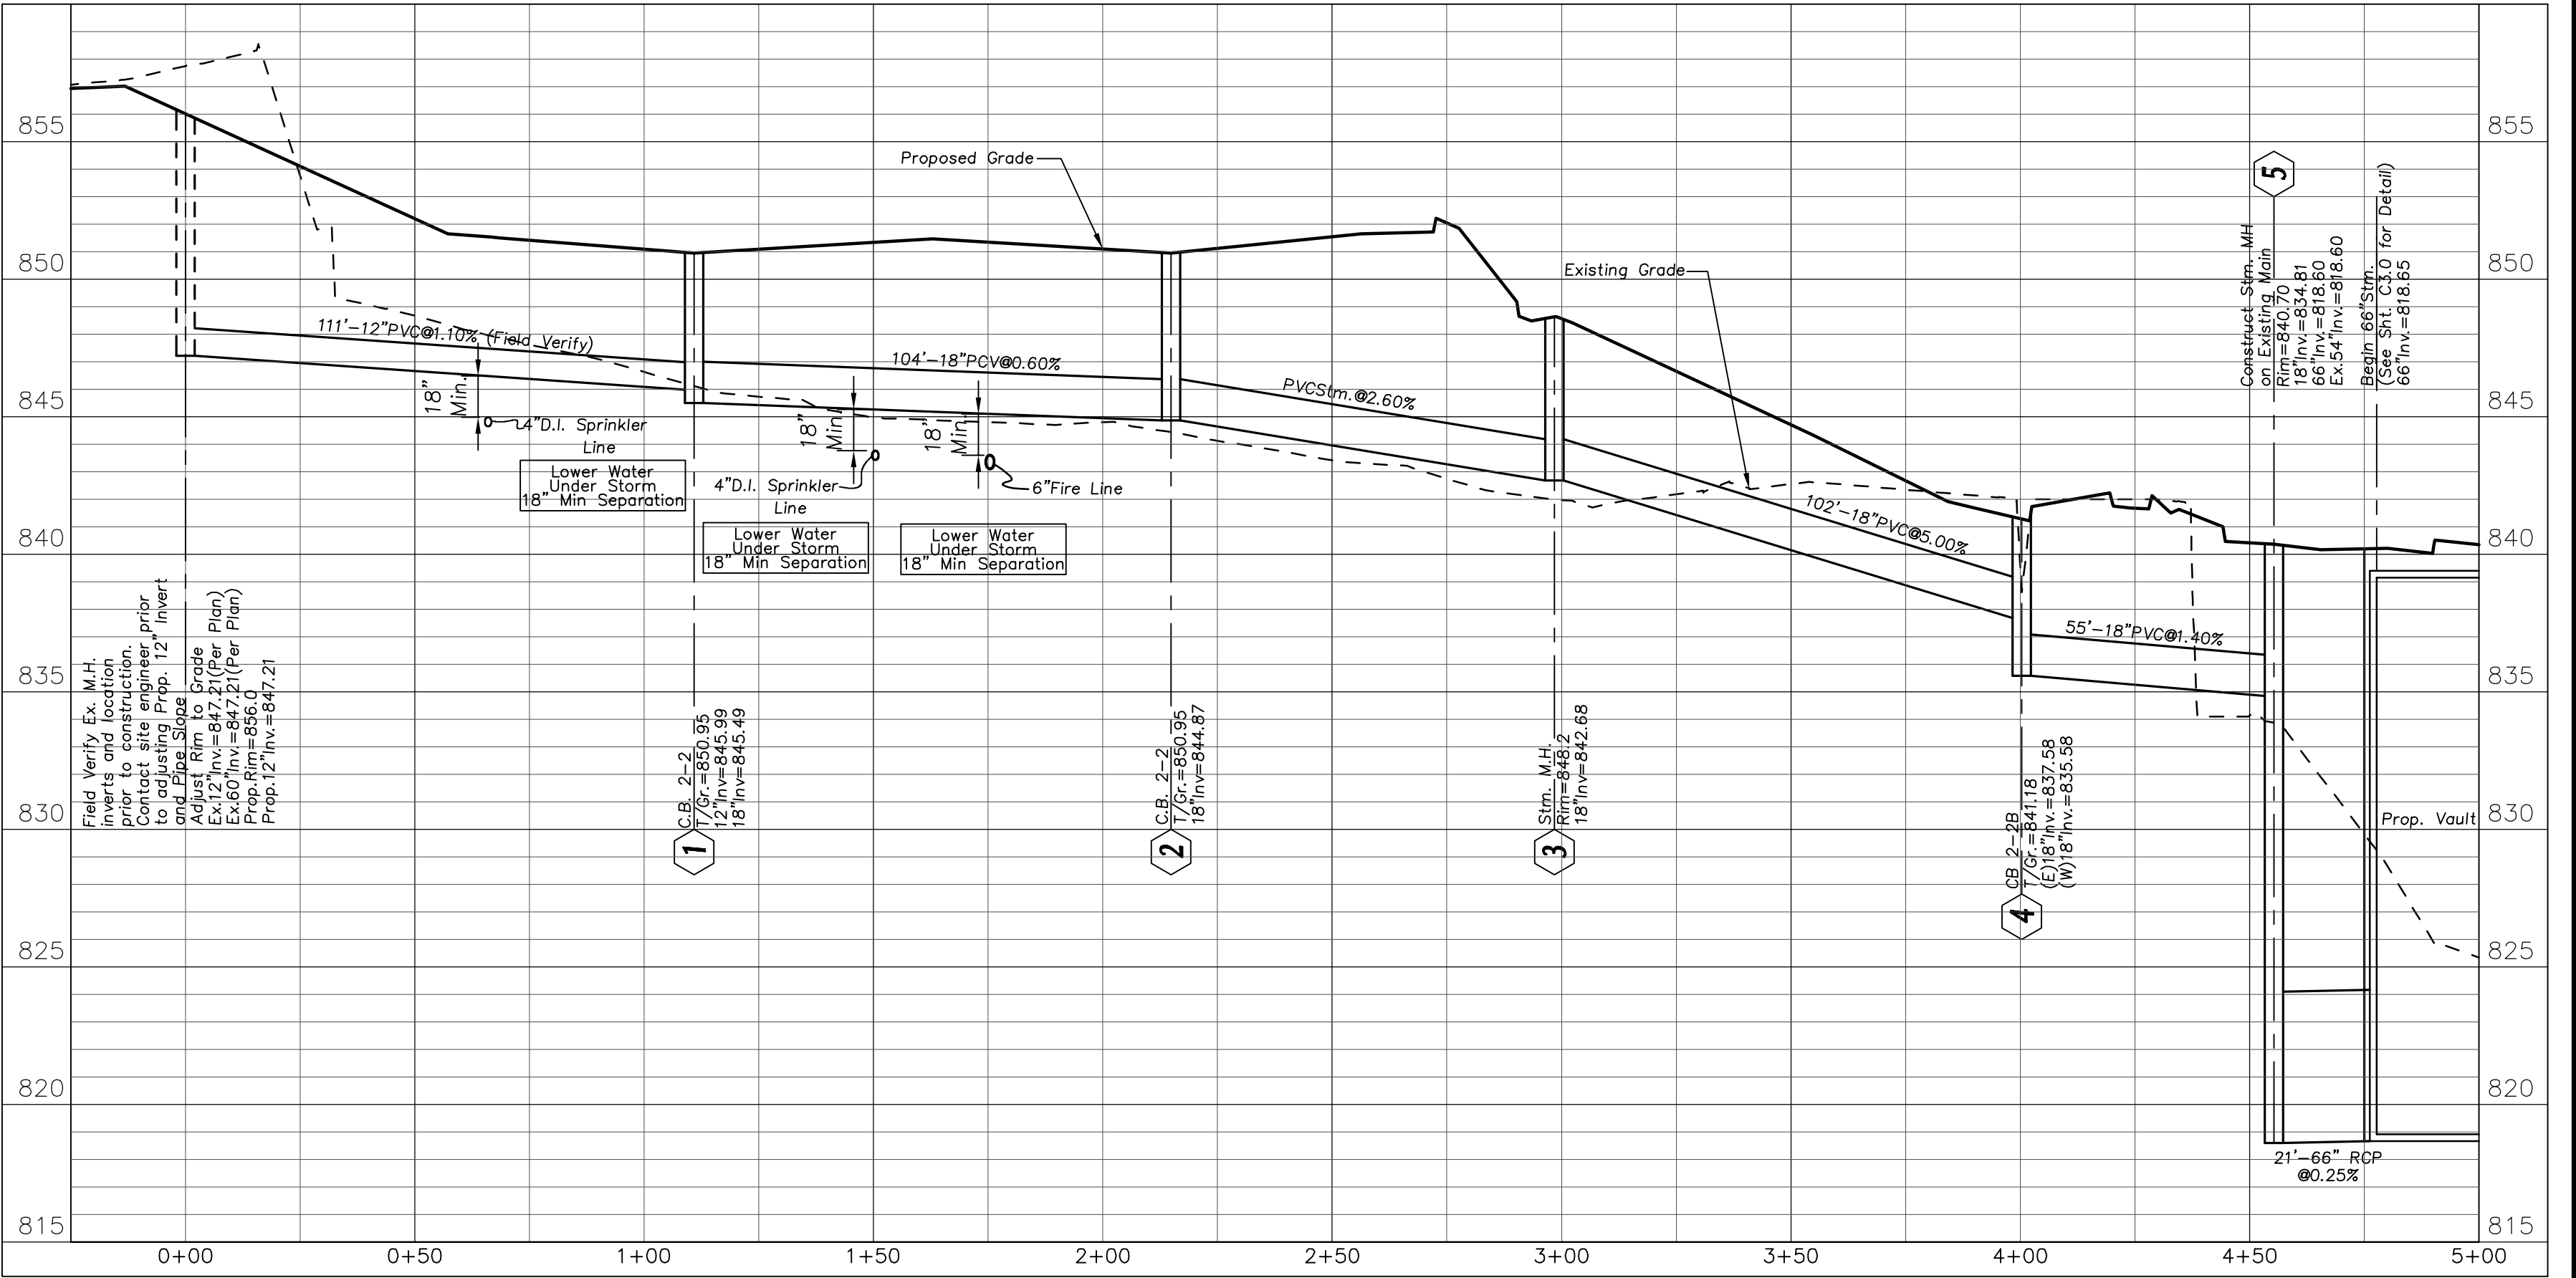 855
850
845
840
835
830
825
820
815
855
850
845
840
835
830
825
820
815
0+00
0+50
1+00
1+50
2+00
2+50
3+00
3+50
4+00
4+50
5+00
Proposed Grade
Existing Grade
111'-12"PVC@1.10% (Field Verify)
104'-18"PCV@0.60%
PVCStm.@2.60%
102'-18"PVC@5.00%
55'-18"PVC@1.40%
18"
Min.
4"D.I. Sprinkler
Line
Lower Water
Under Storm
18" Min Separation
18"
Min
4"D.I. Sprinkler
Line
Lower Water
Under Storm
18" Min Separation
18"
Min
6"Fire Line
Lower Water
Under Storm
18" Min Separation
Field Verify Ex. M.H.
inverts and location
prior to construction.
Contact site engineer prior
to adjusting Prop. 12" Invert
and Pipe Slope
Adjust Rim to Grade
Ex.12"Inv.=847.21(Per Plan)
Ex.60"Inv.=847.21(Per Plan)
Prop.Rim=856.0
Prop.12"Inv.=847.21
C.B. 2-2
T/Gr.=850.95
12"Inv=845.99
18"Inv=845.49
1
C.B. 2-2
T/Gr.=850.95
18"Inv=844.87
2
Stm. M.H.
Rim=848.2
18"Inv=842.68
3
CB 2-2B
T/Gr.=841.18
(E)18"Inv.=837.58
(W)18"Inv.=835.58
4
5
Construct Stm. MH
on Existing Main
Rim=840.70
18"Inv.=834.81
66"Inv.=818.60
Ex.54"Inv.=818.60
Begin 66"Stm.
(See Sht. C3.0 for Detail)
66"Inv.=818.65
Prop. Vault
21'-66" RCP
@0.25%